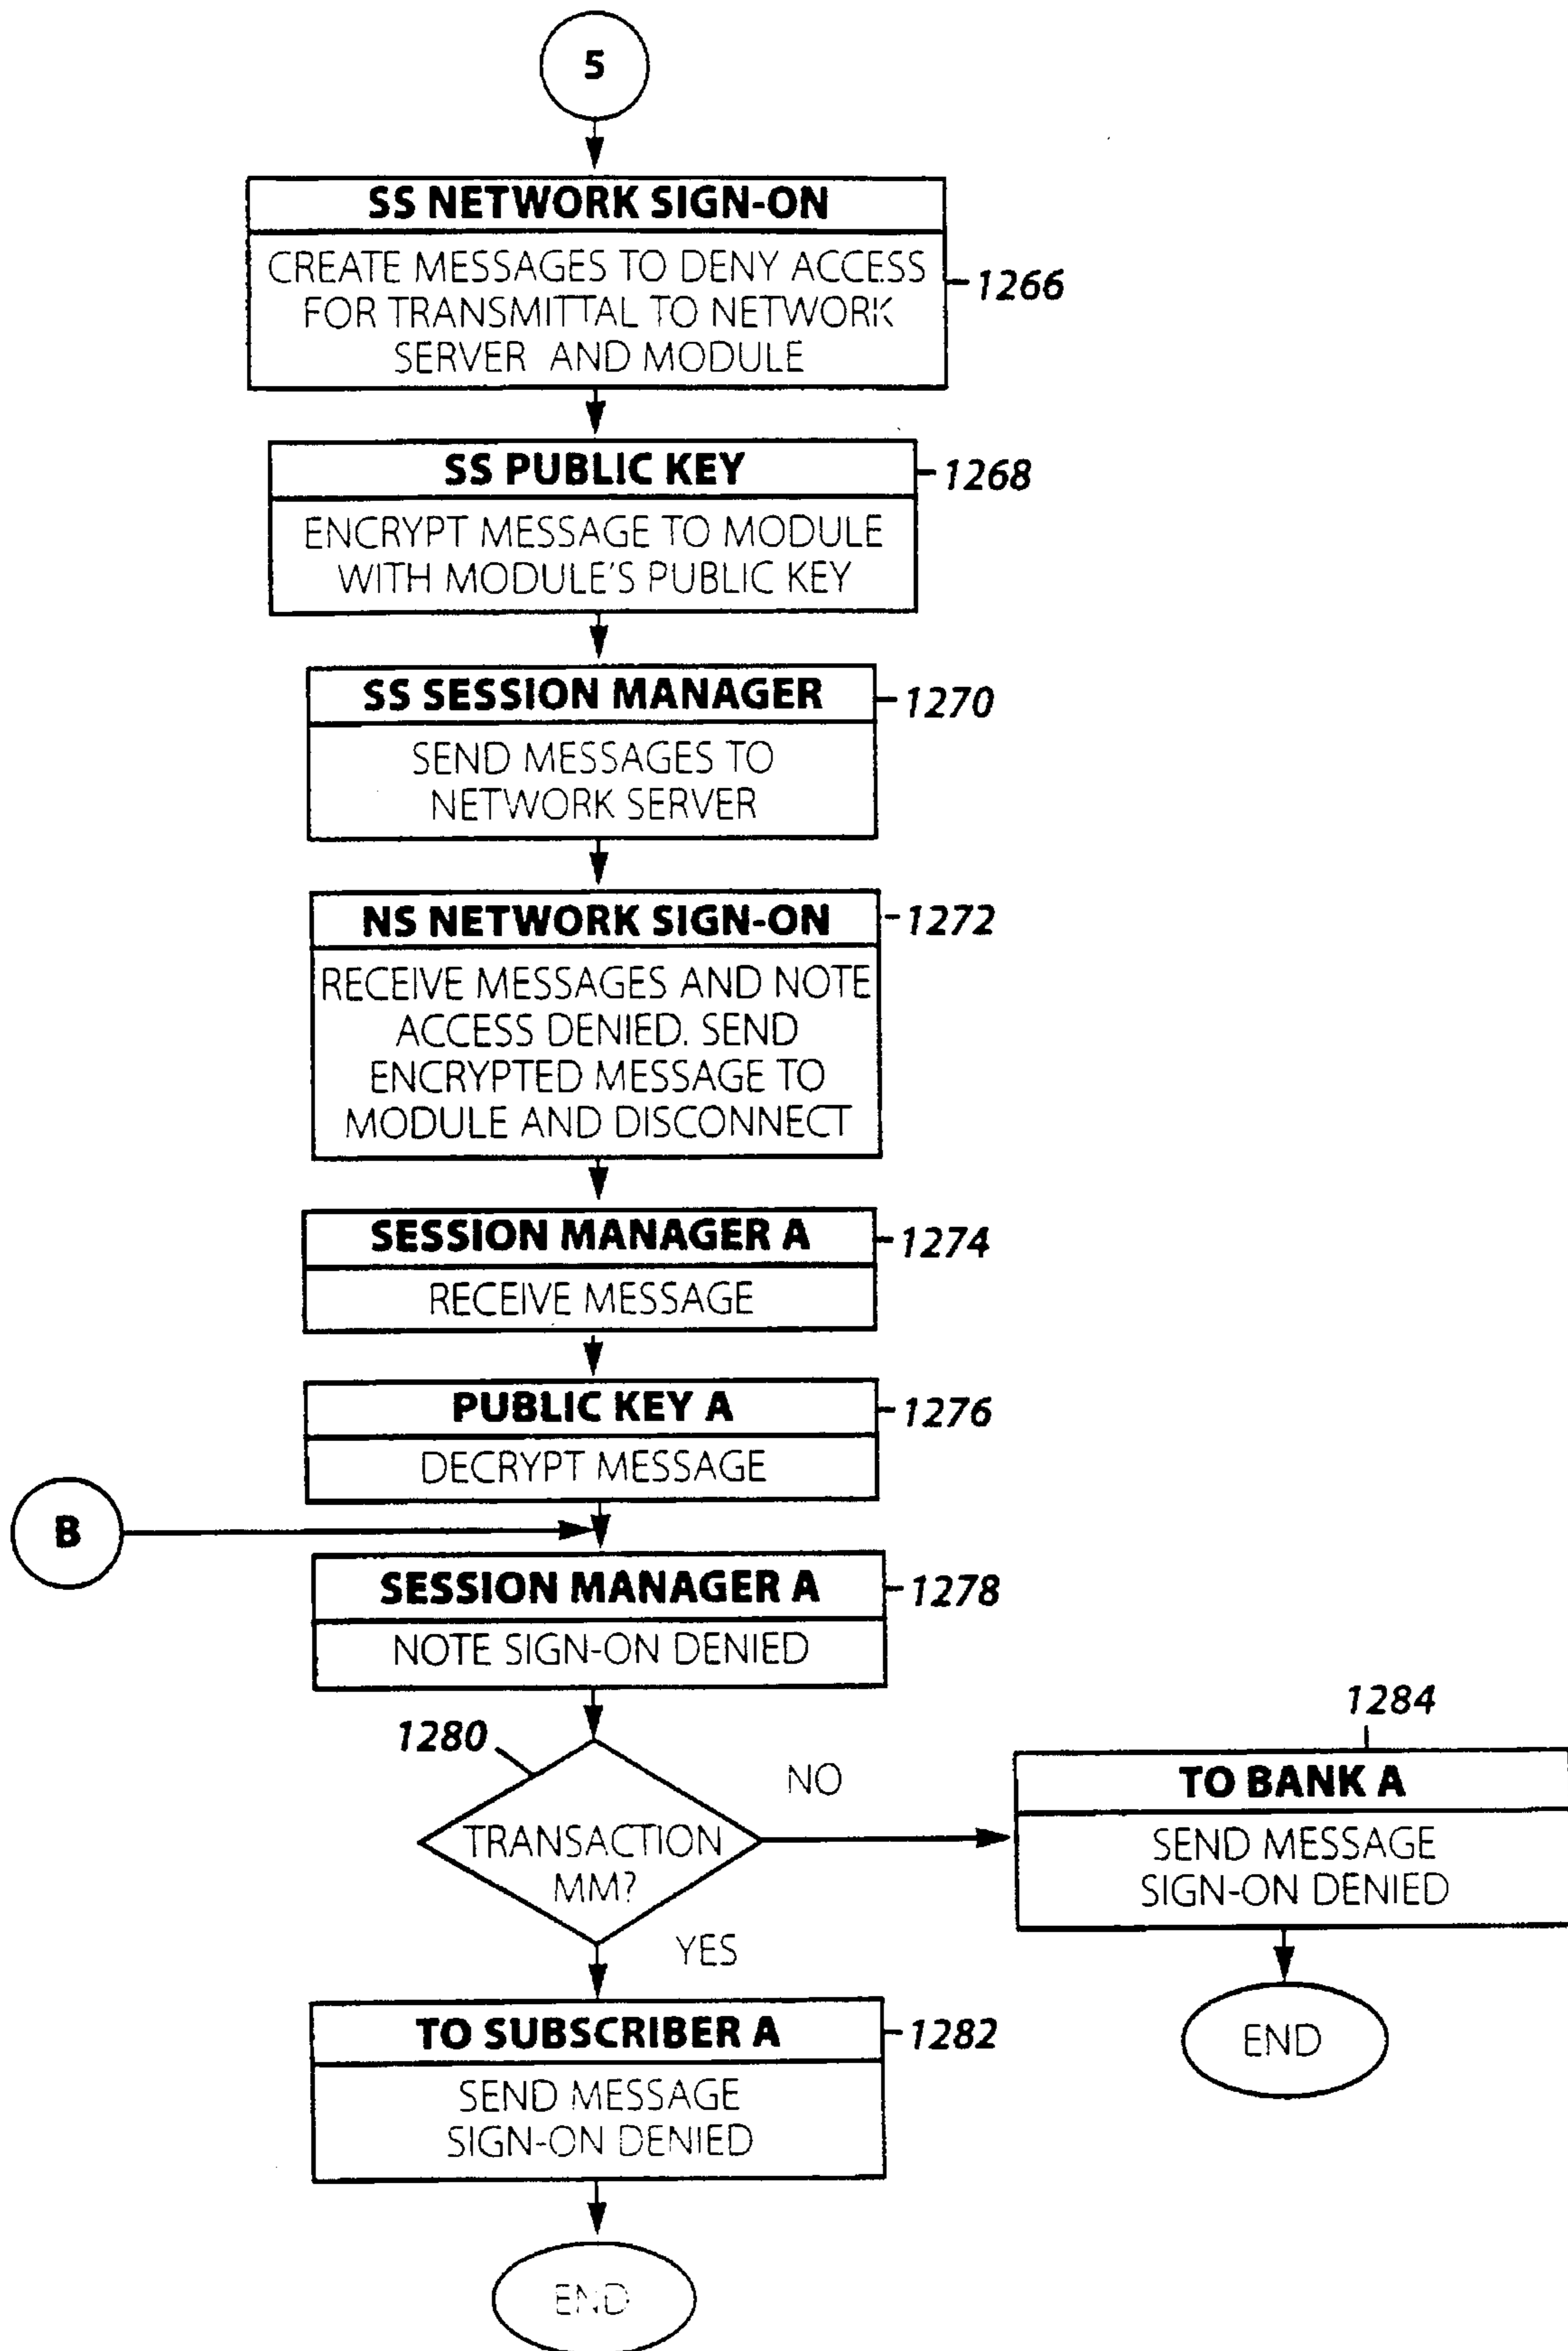 5
SS NETWORK SIGN-ON
CREATE MESSAGES TO DENY ACCESS
FOR TRANSMITTAL TO NETWORK
SERVER AND MODULE
1266
SS PUBLIC KEY
1268
ENCRYPT MESSAGE TO MODULE
WITH MODULE'S PUBLIC KEY
SS SESSION MANAGER
1270
SEND MESSAGES TO
NETWORK SERVER
NS NETWORK SIGN-ON
1272
RECEIVE MESSAGES AND NOTE
ACCESS DENIED. SEND
ENCRYPTED MESSAGE TO
MODULE AND DISCONNECT
SESSION MANAGER A
1274
RECEIVE MESSAGE
PUBLIC KEY A
1276
DECRYPT MESSAGE
B
SESSION MANAGER A
1278
NOTE SIGN-ON DENIED
1280
TRANSACTION
MM?
NO
YES
1284
TO BANK A
SEND MESSAGE
SIGN-ON DENIED
END
TO SUBSCRIBER A
1282
SEND MESSAGE
SIGN-ON DENIED
END